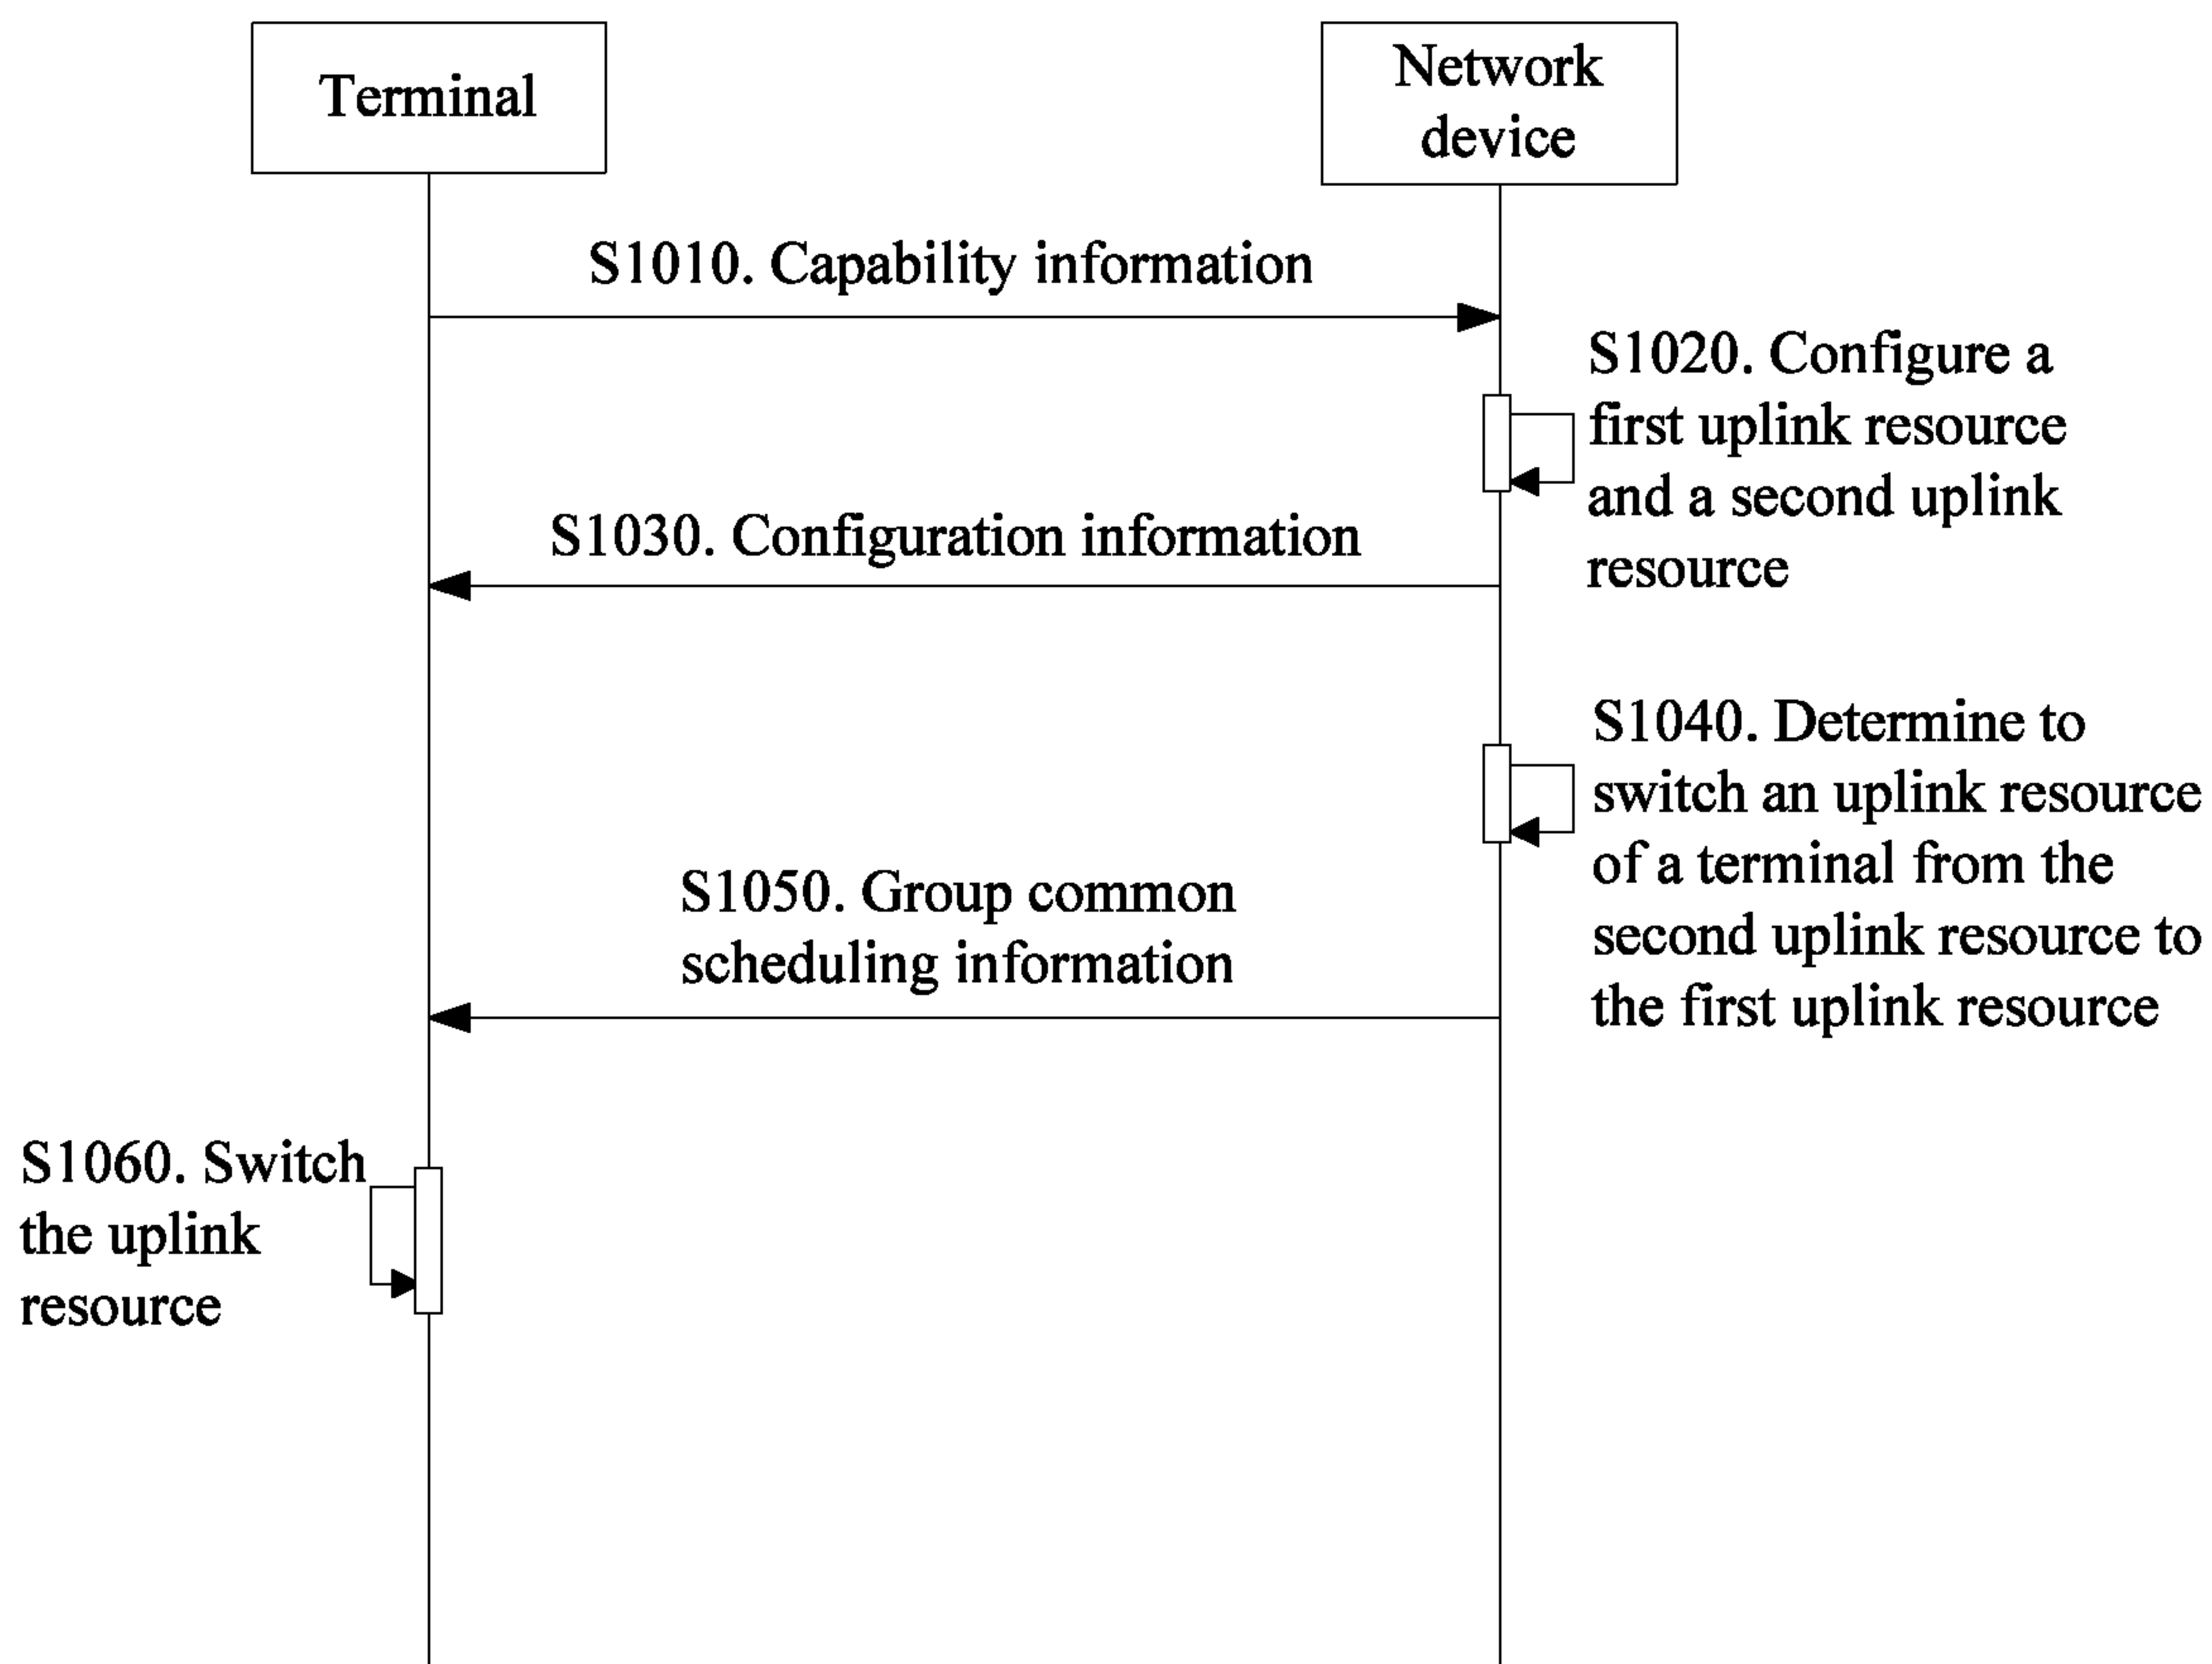 Terminal
Network
device
S1010. Capability information
S1020. Configure a
first uplink resource
and a second uplink
resource
S1030. Configuration information
S1040. Determine to
switch an uplink resource
of a terminal from the
second uplink resource to
the first uplink resource
S1050. Group common
scheduling information
S1060. Switch
the uplink
resource